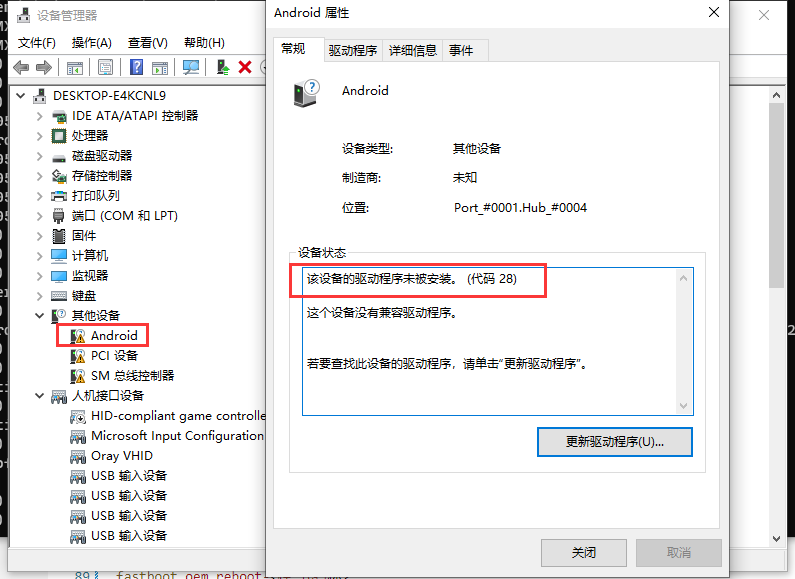 设备管理器
文件(F) 操作(A) 查看(V) 帮助(H)
DESKTOP-E4KCNL9
IDE ATA/ATAPI 控制器
处理器
磁盘驱动器
存储控制器
打印队列
端口 (COM 和 LPT)
固件
计算机
监视器
键盘
其他设备
Android
PCI 设备
SM 总线控制器
人机接口设备
HID-compliant game controlle
Microsoft Input Configuration
Oray VHID
USB 输入设备
USB 输入设备
USB 输入设备
USB 输入设备
Android 属性
常规 驱动程序 详细信息 事件
Android
设备类型: 其他设备
制造商: 未知
位置: Port_#0001.Hub_#0004
设备状态
该设备的驱动程序未被安装。 (代码 28)
这个设备没有兼容驱动程序。
若要查找此设备的驱动程序，请单击“更新驱动程序”。
更新驱动程序(U)...
关闭 取消
fastboot oem reboot